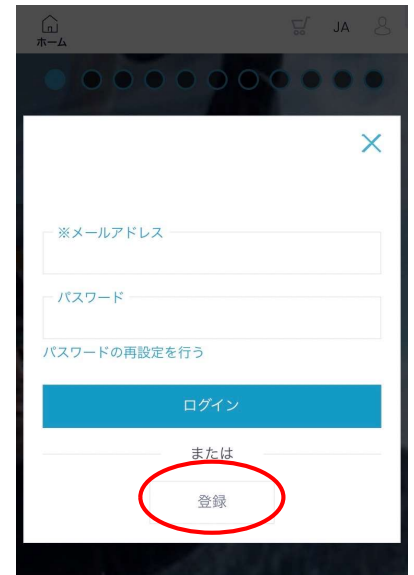 ホーム
JA
※メールアドレス
パスワード
パスワードの再設定を行う
ログイン
または
登録